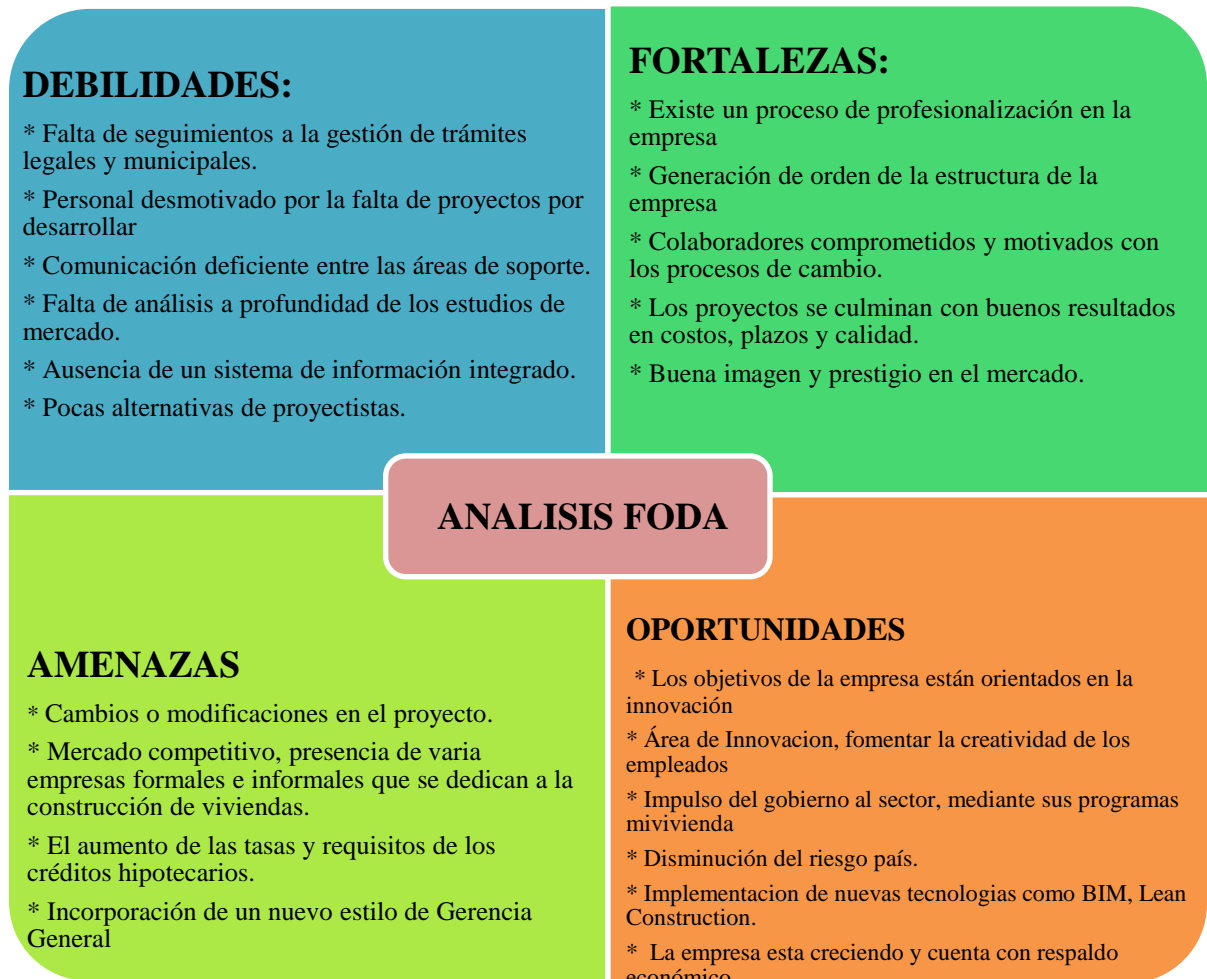 DEBILIDADES:
* Falta de seguimientos a la gestión de trámites
legales y municipales.
* Personal desmotivado por la falta de proyectos por
desarrollar
* Comunicación deficiente entre las áreas de soporte.
* Falta de análisis a profundidad de los estudios de
mercado.
* Ausencia de un sistema de información integrado.
* Pocas alternativas de proyectistas.
FORTALEZAS:
* Existe un proceso de profesionalización en la
empresa
* Generación de orden de la estructura de la
empresa
* Colaboradores comprometidos y motivados con
los procesos de cambio.
* Los proyectos se culminan con buenos resultados
en costos, plazos y calidad.
* Buena imagen y prestigio en el mercado.
ANALISIS FODA
AMENAZAS
* Cambios o modificaciones en el proyecto.
* Mercado competitivo, presencia de varia
empresas formales e informales que se dedican a la
construcción de viviendas.
* El aumento de las tasas y requisitos de los
créditos hipotecarios.
* Incorporación de un nuevo estilo de Gerencia
General
OPORTUNIDADES
* Los objetivos de la empresa están orientados en la
innovación
* Área de Innovacion, fomentar la creatividad de los
empleados
* Impulso del gobierno al sector, mediante sus programas
mivivienda
* Disminución del riesgo país.
* Implementacion de nuevas tecnologias como BIM, Lean
Construction.
* La empresa esta creciendo y cuenta con respaldo
económico